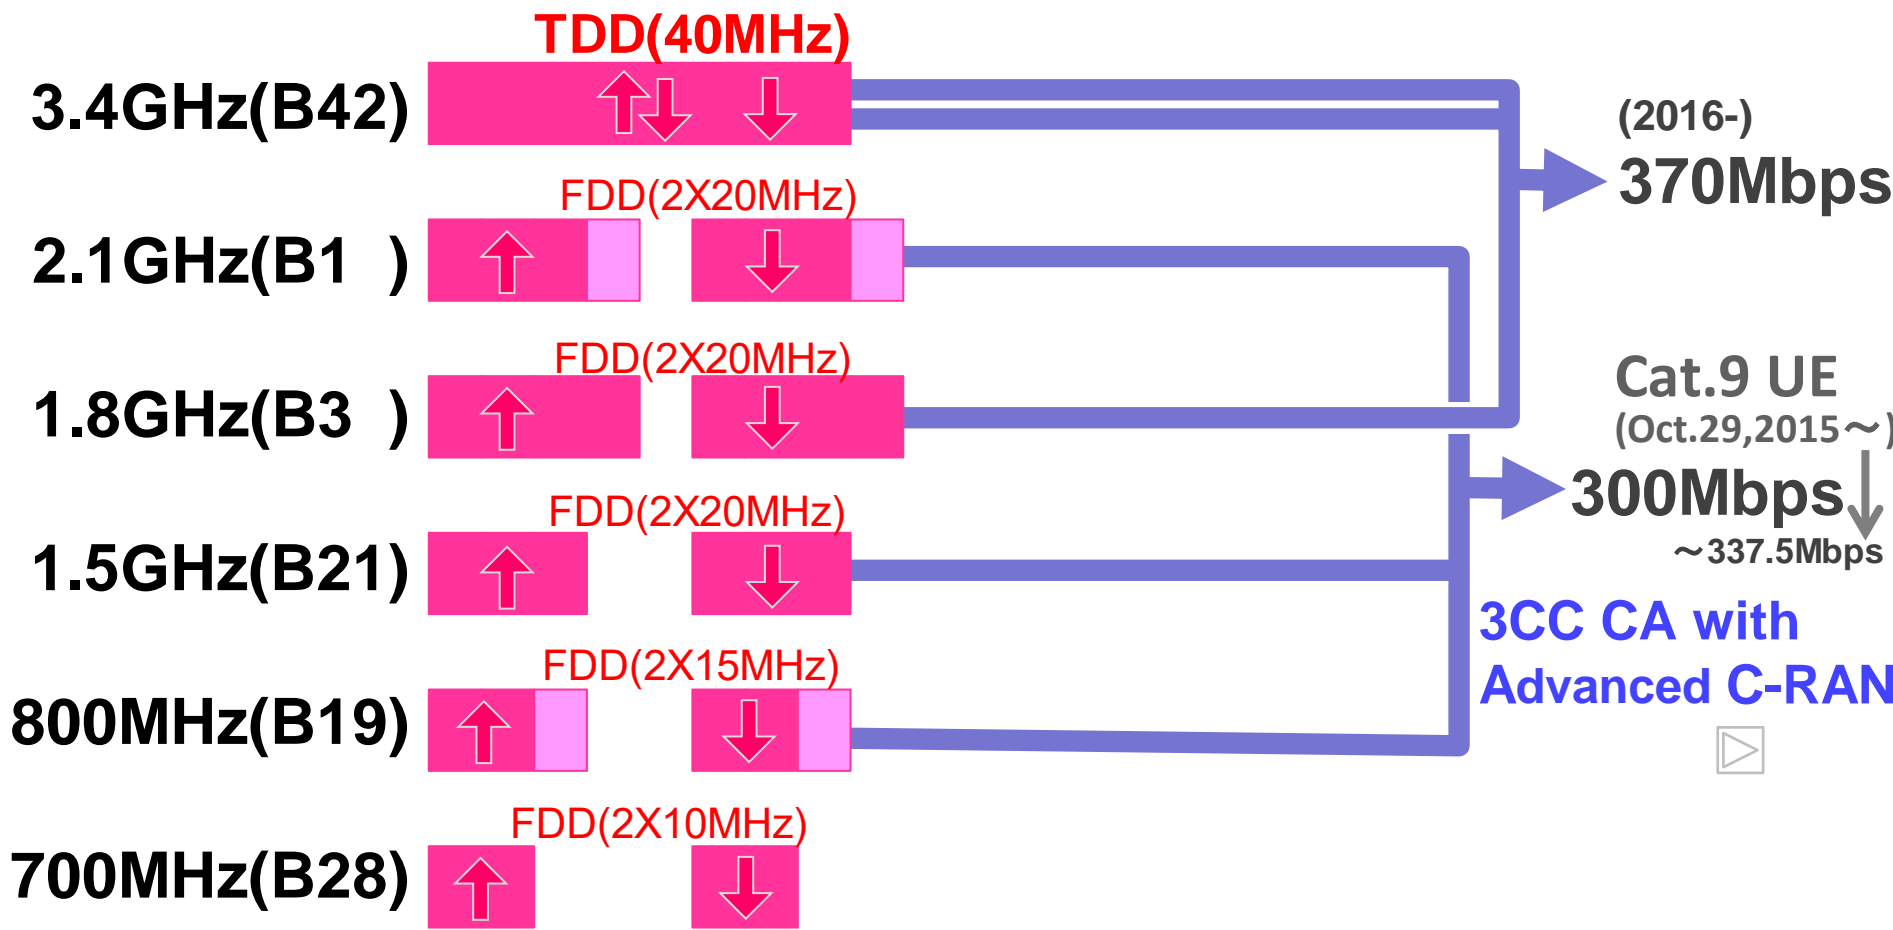 TDD(40MHz)
3.4GHz(B42)
(2016-)
370Mbps
FDD(2X20MHz)
2.1GHz(B1 )
FDD(2X20MHz)
1.8GHz(B3 )
Cat.9 UE
(Oct.29,2015～)
300Mbps
～337.5Mbps
FDD(2X20MHz)
1.5GHz(B21)
3CC CA with
Advanced C-RAN
FDD(2X15MHz)
800MHz(B19)
FDD(2X10MHz)
700MHz(B28)